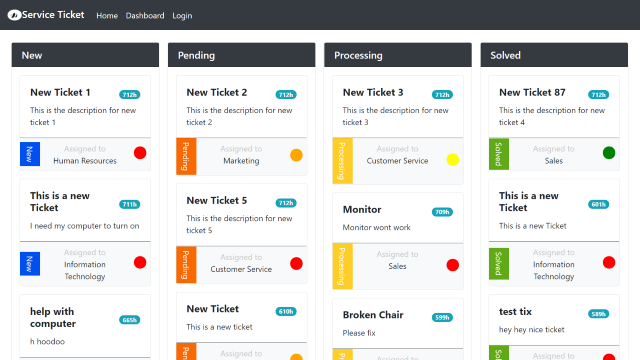 Service Ticket Home Dashboard Login
New
New Ticket 1 712h
This is the description for new
ticket 1
New
Assigned to
Human Resources
This is a new
Ticket 711h
I need my computer to turn on
New
Assigned to
Information
Technology
help with
computer 665h
h hoodoo
Pending
New Ticket 2 712h
This is the description for new
ticket 2
Pending
Assigned to
Marketing
New Ticket 5 712h
This is the description for new
ticket 5
Pending
Assigned to
Customer Service
New Ticket 610h
This is a new ticket
Pending
Assigned to
Processing
New Ticket 3 712h
This is the description for new
ticket 3
Processing
Assigned to
Customer Service
Monitor 709h
Monitor wont work
Processing
Assigned to
Sales
Broken Chair 599h
Please fix
Assigned to
Solved
New Ticket 87 712h
This is the description for new
ticket 4
Solved
Assigned to
Sales
This is a new
Ticket 601h
This is a new Ticket
Solved
Assigned to
Information
Technology
test tix 589h
hey hey nice ticket
Assigned to